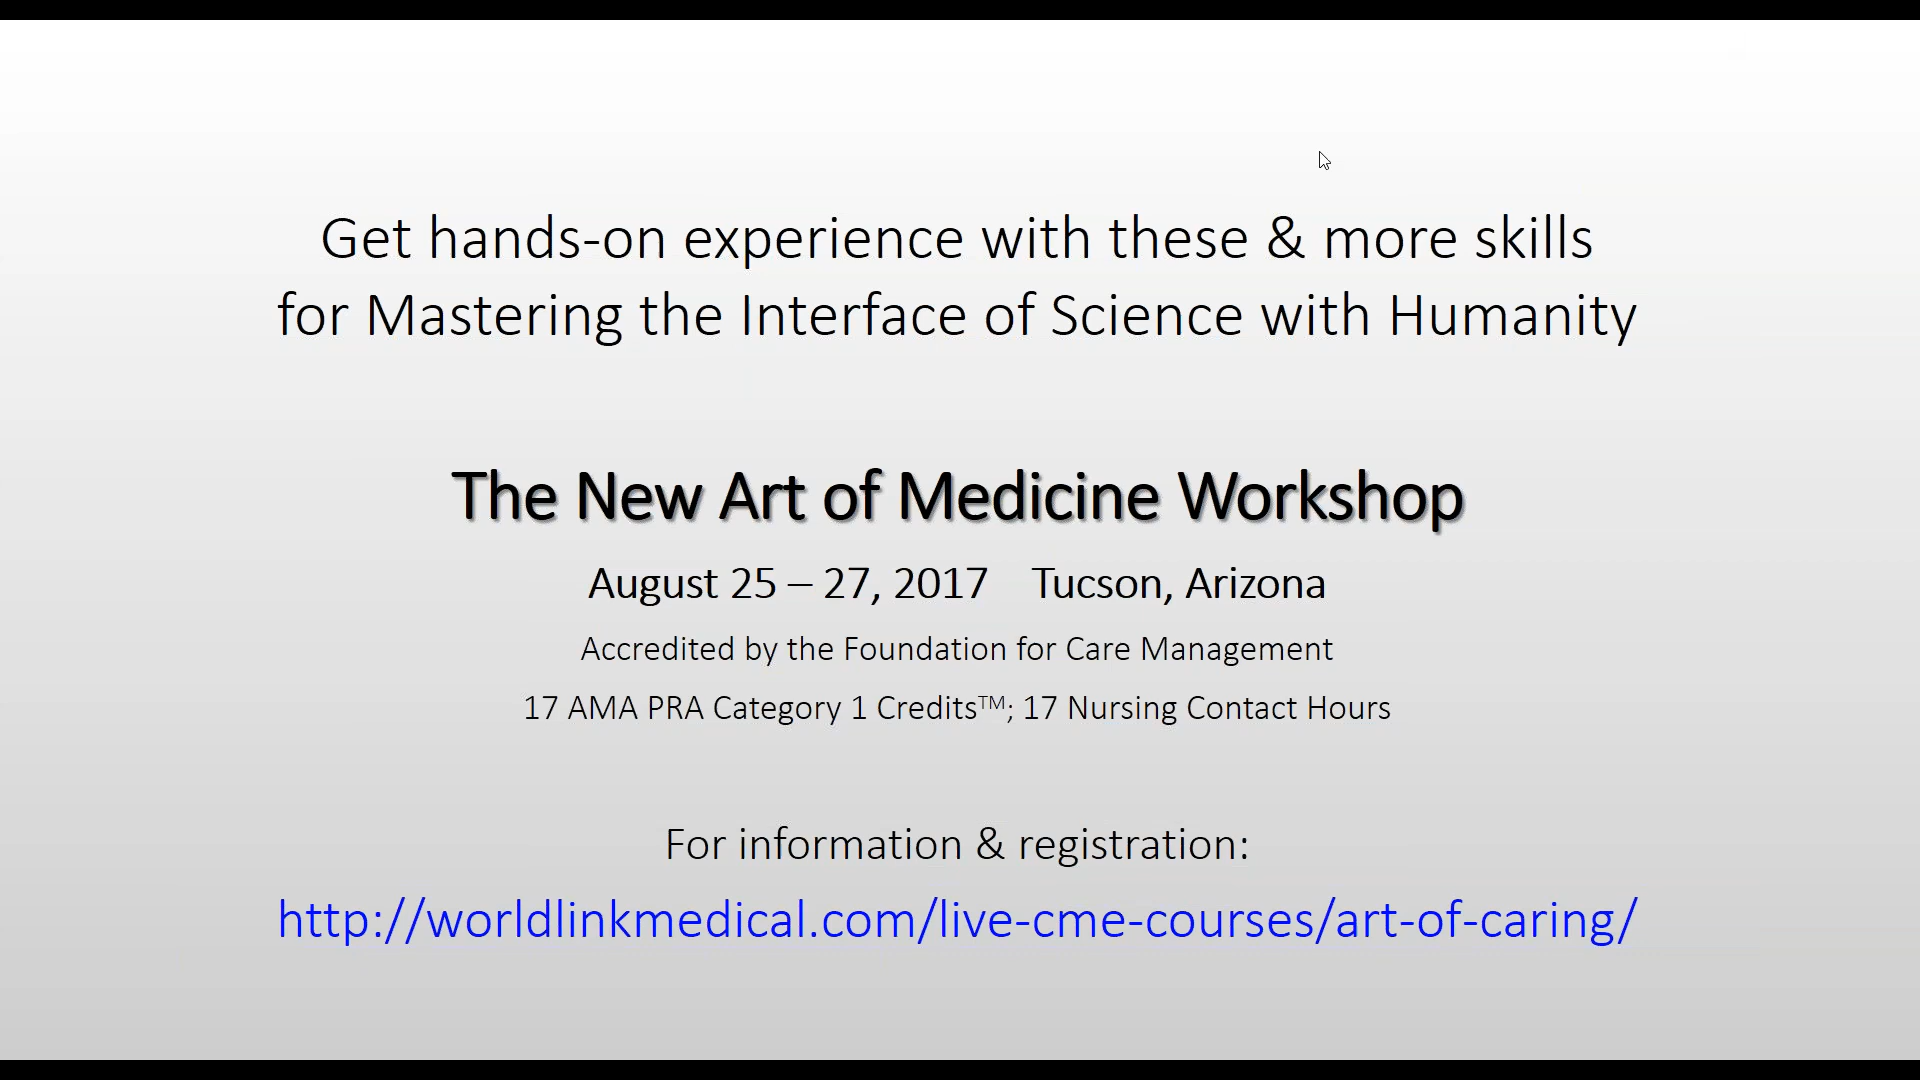 Get hands-on experience with these & more skills
for Mastering the Interface of Science with Humanity
The New Art of Medicine Workshop
August 25 – 27, 2017 Tucson, Arizona
Accredited by the Foundation for Care Management
17 AMA PRA Category 1 Credits™; 17 Nursing Contact Hours
For information & registration:
http://worldlinkmedical.com/live-cme-courses/art-of-caring/